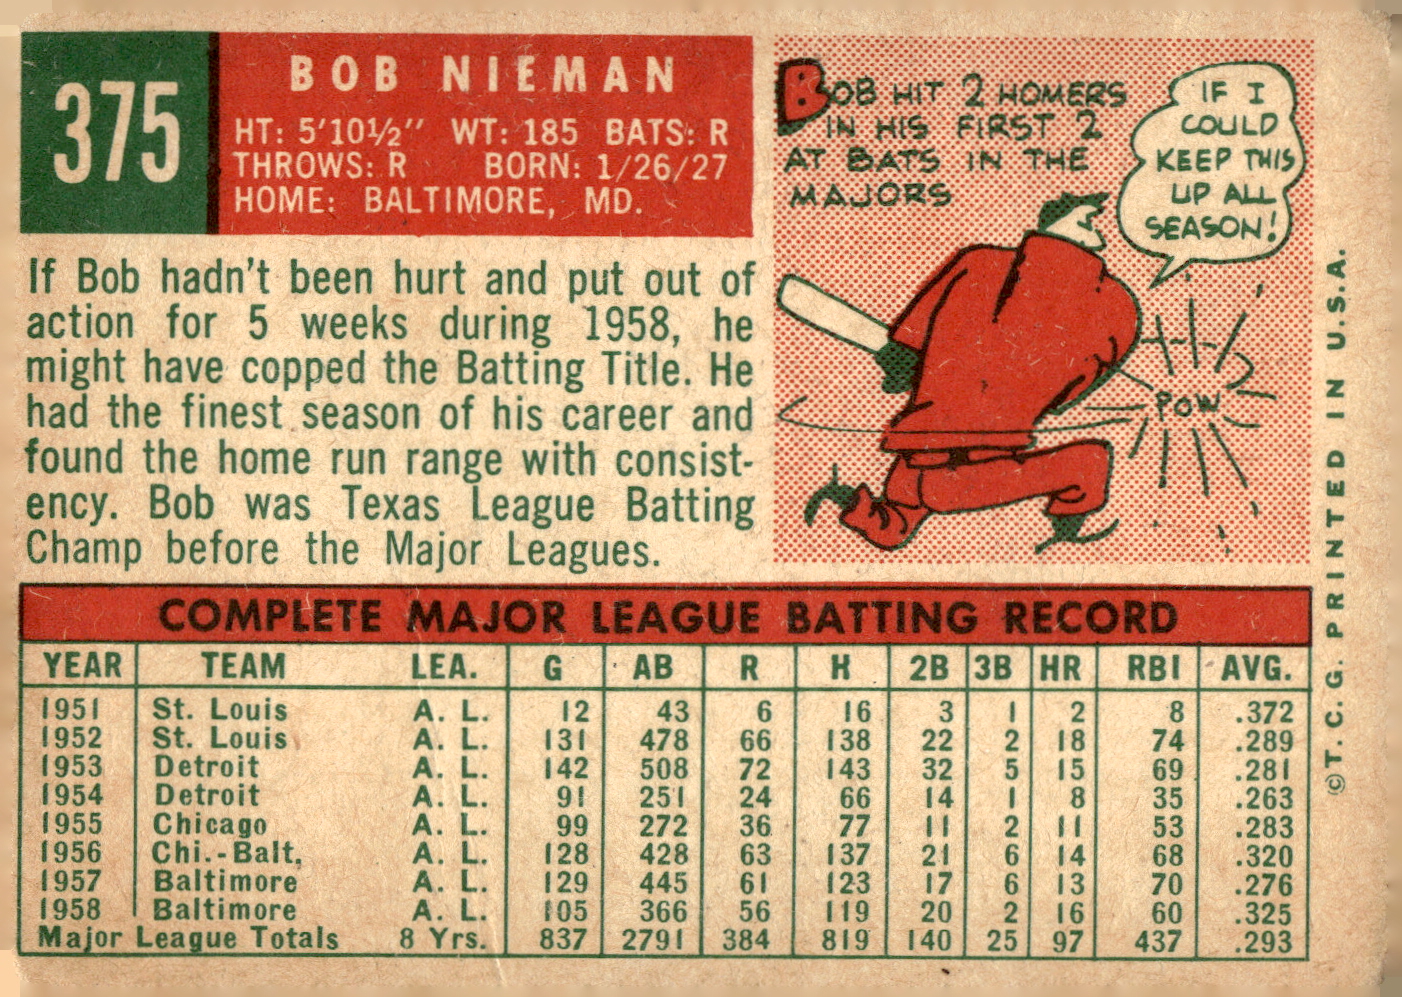 375
BOB NIEMAN
HT: 5'10½" WT: 185 BATS: R
THROWS: R BORN: 1/26/27
HOME: BALTIMORE, MD.
If Bob hadn't been hurt and put out of
action for 5 weeks during 1958, he
might have copped the Batting Title. He
had the finest season of his career and
found the home run range with consist-
ency. Bob was Texas League Batting
Champ before the Major Leagues.
BOB HIT 2 HOMERS
IN HIS FIRST 2
AT BATS IN THE
MAJORS
IF I
COULD
KEEP THIS
UP ALL
SEASON!
POW
COMPLETE MAJOR LEAGUE BATTING RECORD
YEAR TEAM LEA. G AB R H 2B 3B HR RBI AVG.
1951 St. Louis A. L. 12 43 6 16 3 1 2 8 .372
1952 St. Louis A. L. 131 478 66 138 22 2 18 74 .289
1953 Detroit A. L. 142 508 72 143 32 5 15 69 .281
1954 Detroit A. L. 91 251 24 66 14 1 8 35 .263
1955 Chicago A. L. 99 272 36 77 11 2 11 53 .283
1956 Chi.-Balt. A. L. 128 428 63 137 21 6 14 68 .320
1957 Baltimore A. L. 129 445 61 123 17 6 13 70 .276
1958 Baltimore A. L. 105 366 56 119 20 2 16 60 .325
Major League Totals 8 Yrs. 837 2791 384 819 140 25 97 437 .293
©T. C. G. PRINTED IN U.S.A.